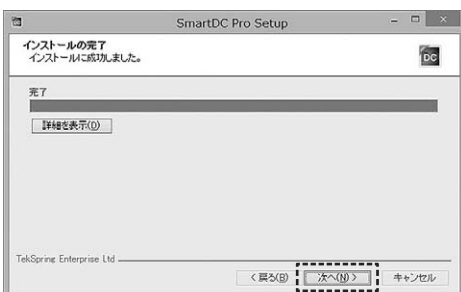 SmartDC Pro Setup
インストールの完了
インストールに成功しました。
DC
完了
詳細を表示(D)
TekSpring Enterprise Ltd
< 戻る(B)
次へ(N) >
キャンセル